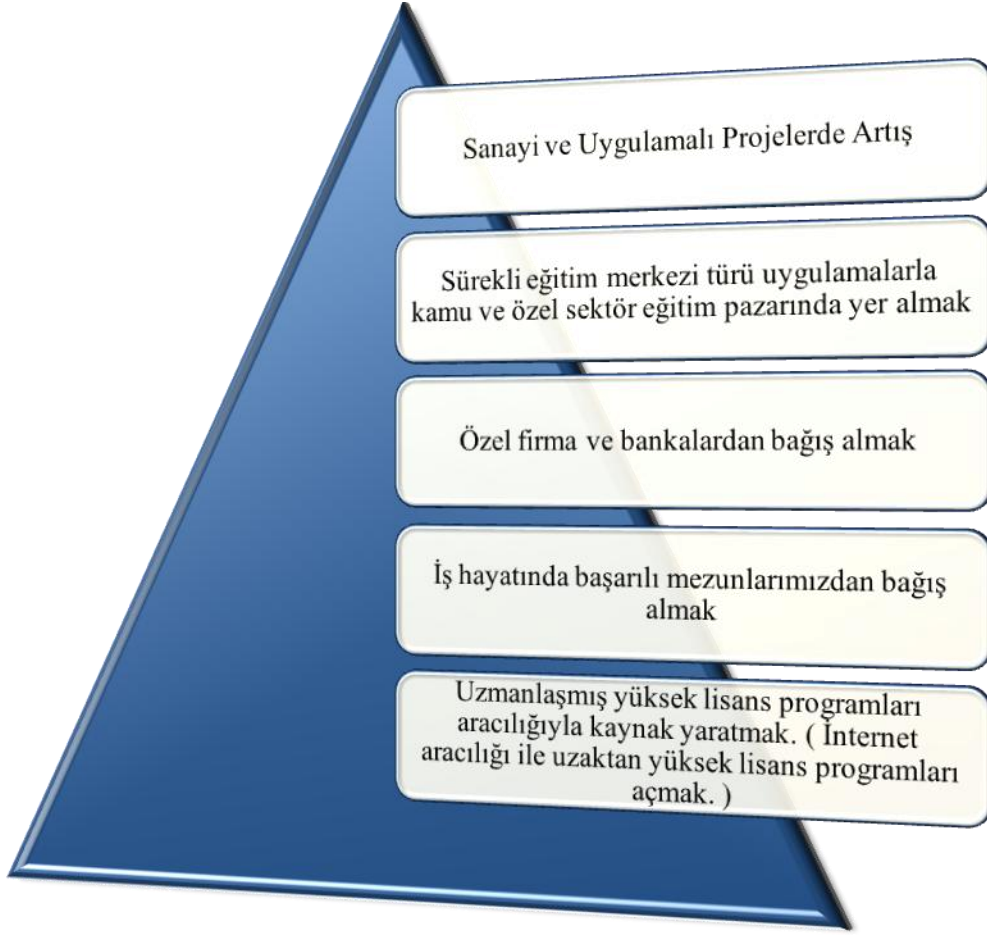 Sanayi ve Uygulamalı Projelerde Artış
Sürekli eğitim merkezi türü uygulamalarla
kamu ve özel sektör eğitim pazarında yer almak
Özel firma ve bankalardan bağış almak
İş hayatında başarılı mezunlarımızdan bağış
almak
Uzmanlaşmış yüksek lisans programları
aracılığıyla kaynak yaratmak. ( İnternet
aracılığı ile uzaktan yüksek lisans programları
açmak. )